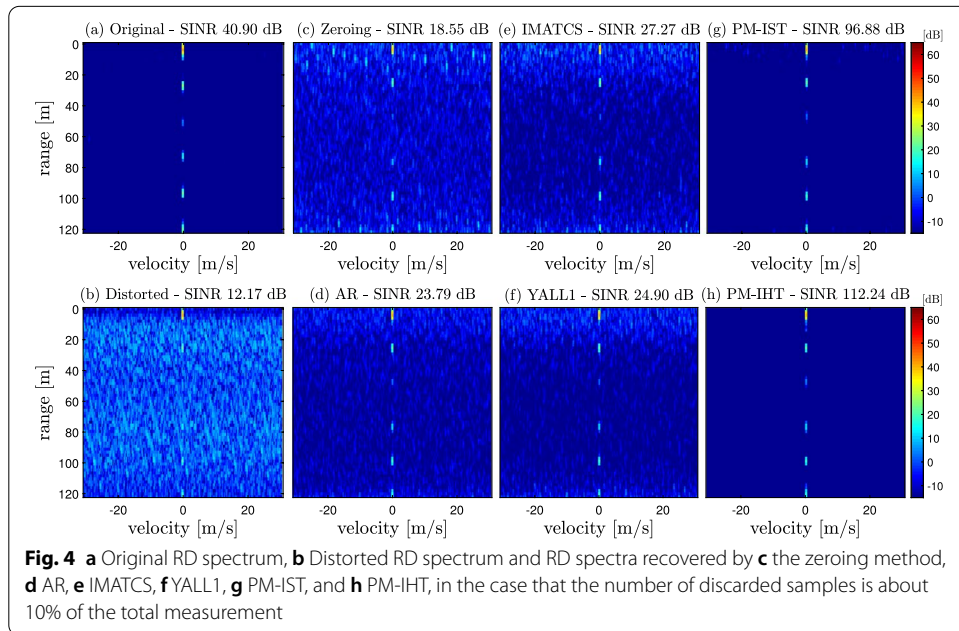 (a) Original - SINR 40.90 dB
(c) Zeroing - SINR 18.55 dB
(e) IMATCS - SINR 27.27 dB
(g) PM-IST - SINR 96.88 dB
[dB]
0
20
40
60
80
100
120
range [m]
60
50
40
30
20
10
0
-10
-20 0 20
-20 0 20
-20 0 20
-20 0 20
velocity [m/s]
velocity [m/s]
velocity [m/s]
velocity [m/s]
(b) Distorted - SINR 12.17 dB
(d) AR - SINR 23.79 dB
(f) YALL1 - SINR 24.90 dB
(h) PM-IHT - SINR 112.24 dB
[dB]
0
20
40
60
80
100
120
range [m]
60
50
40
30
20
10
0
-10
-20 0 20
-20 0 20
-20 0 20
-20 0 20
velocity [m/s]
velocity [m/s]
velocity [m/s]
velocity [m/s]
Fig. 4 a Original RD spectrum, b Distorted RD spectrum and RD spectra recovered by c the zeroing method,
d AR, e IMATCS, f YALL1, g PM-IST, and h PM-IHT, in the case that the number of discarded samples is about
10% of the total measurement